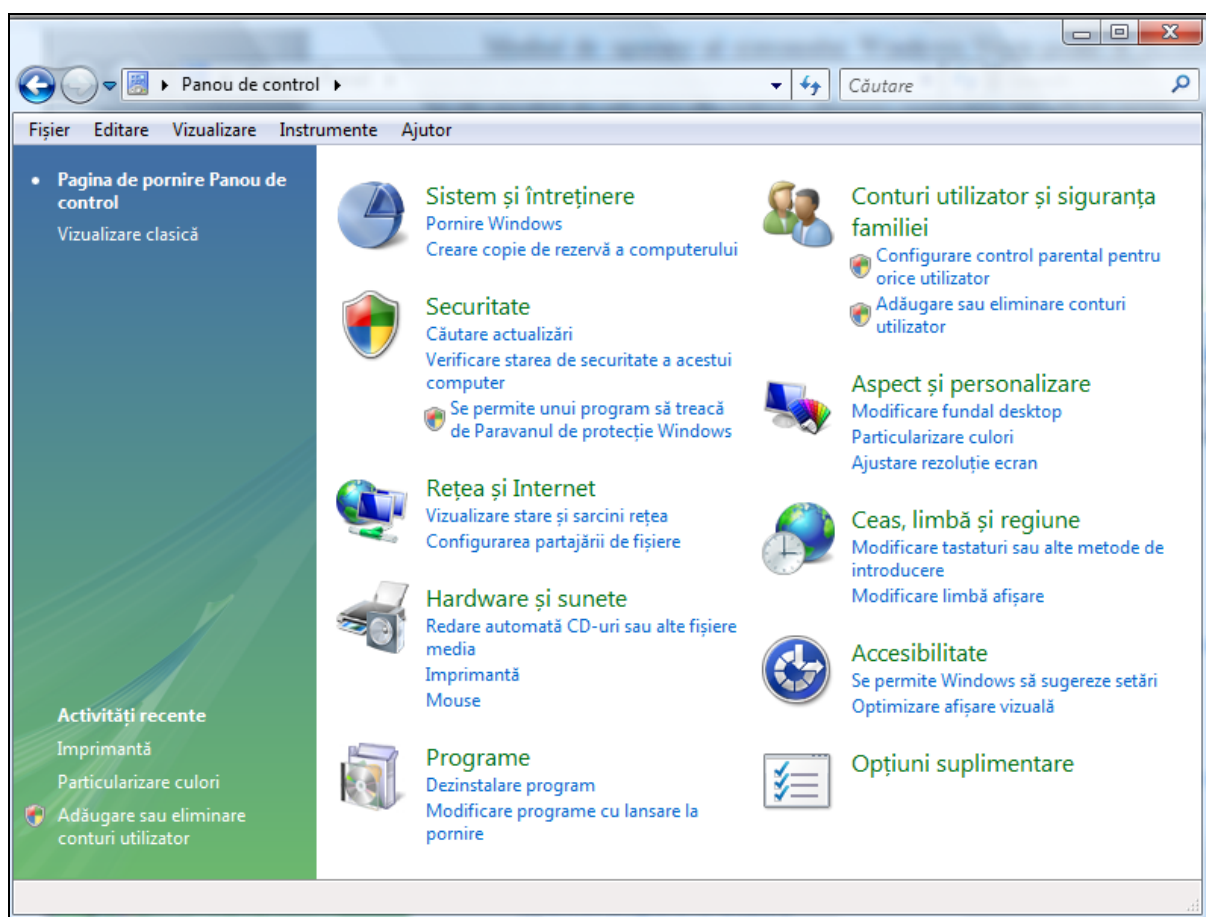 Panou de control
Căutare
Fișier Editare Vizualizare Instrumente Ajutor
Pagina de pornire Panou de
control
Vizualizare clasică
Activități recente
Imprimantă
Particularizare culori
Adăugare sau eliminare
conturi utilizator
Sistem și întreținere
Pornire Windows
Creare copie de rezervă a computerului
Securitate
Căutare actualizări
Verificare starea de securitate a acestui
computer
Se permite unui program să treacă
de Paravanul de protecție Windows
Rețea și Internet
Vizualizare stare și sarcini rețea
Configurarea partajării de fișiere
Hardware și sunete
Redare automată CD-uri sau alte fișiere
media
Imprimantă
Mouse
Programe
Dezinstalare program
Modificare programe cu lansare la
pornire
Conturi utilizator și siguranța
familiei
Configurare control parental pentru
orice utilizator
Adăugare sau eliminare conturi
utilizator
Aspect și personalizare
Modificare fundal desktop
Particularizare culori
Ajustare rezoluție ecran
Ceas, limbă și regiune
Modificare tastaturi sau alte metode de
introducere
Modificare limbă afișare
Accesibilitate
Se permite Windows să sugereze setări
Optimizare afișare vizuală
Opțiuni suplimentare